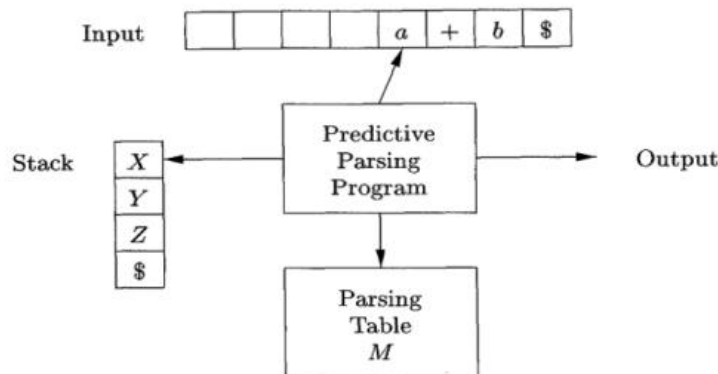 Input a + b $
Predictive
Parsing
Program
Stack X
Y
Z
$
Output
Parsing
Table
M